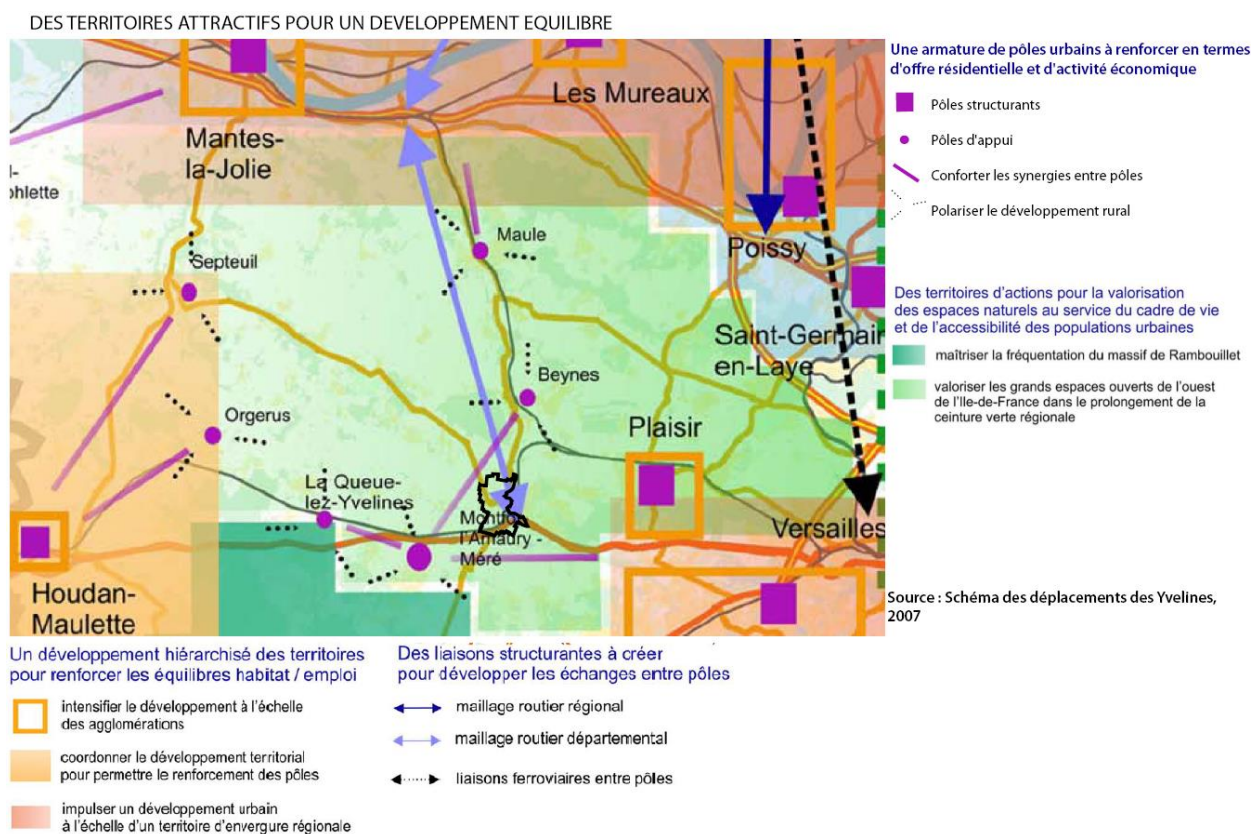 DES TERRITOIRES ATTRACTIFS POUR UN DEVELOPPEMENT EQUILIBRE
Une armature de pôles urbains à renforcer en termes
d'offre résidentielle et d'activité économique
Pôles structurants
Pôles d'appui
Conforter les synergies entre pôles
Polariser le développement rural
Des territoires d'actions pour la valorisation
des espaces naturels au service du cadre de vie
et de l'accessibilité des populations urbaines
maîtriser la fréquentation du massif de Rambouillet
valoriser les grands espaces ouverts de l'ouest
de l'Ile-de-France dans le prolongement de la
ceinture verte régionale
Source : Schéma des déplacements des Yvelines,
2007
Les Mureaux
Mantes-
la-Jolie
Maule
Poissy
Septeuil
Saint-Germain
en-Laye
Beynes
Orgerus
Plaisir
La Queue-
lez-Yvelines
l'Amaury -
Méré
Versailles
Houdan-
Maulette
Un développement hiérarchisé des territoires
pour renforcer les équilibres habitat / emploi
intensifier le développement à l'échelle
des agglomérations
coordonner le développement territorial
pour permettre le renforcement des pôles
impulser un développement urbain
à l'échelle d'un territoire d'envergure régionale
Des liaisons structurantes à créer
pour développer les échanges entre pôles
maillage routier régional
maillage routier départemental
liaisons ferroviaires entre pôles